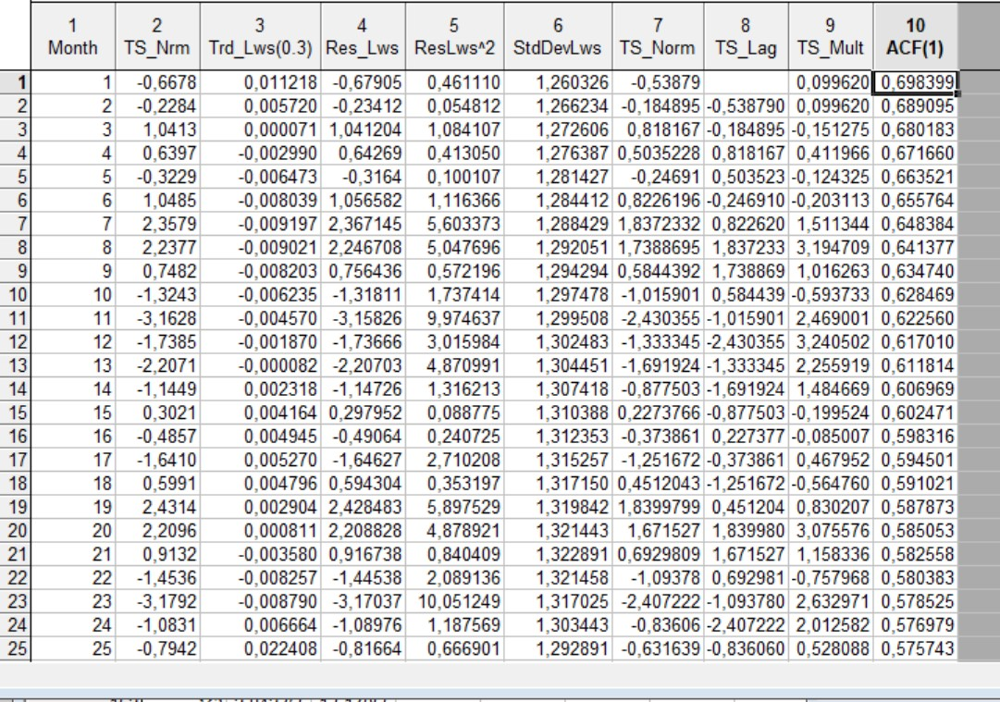 1 2 3 4 5 6 7 8 9 10
Month TS_Nrm Trd_Lws(0.3) Res_Lws ResLws^2 StdDevLws TS_Norm TS_Lag TS_Mult ACF(1)
1 1 -0,6678 0,011218 -0,67905 0,461110 1,260326 -0,53879 0,099620 0,698399
2 2 -0,2284 0,005720 -0,23412 0,054812 1,266234 -0,184895 -0,538790 0,099620 0,689095
3 3 1,0413 0,000071 1,041204 1,084107 1,272606 0,818167 -0,184895 -0,151275 0,680183
4 4 0,6397 -0,002990 0,64269 0,413050 1,276387 0,5035228 0,818167 0,411966 0,671660
5 5 -0,3229 -0,006473 -0,3164 0,100107 1,281427 -0,24691 0,503523 -0,124325 0,663521
6 6 1,0485 -0,008039 1,056582 1,116366 1,284412 0,8226196 -0,246910 -0,203113 0,655764
7 7 2,3579 -0,009197 2,367145 5,603373 1,288429 1,8372332 0,822620 1,511344 0,648384
8 8 2,2377 -0,009021 2,246708 5,047696 1,292051 1,7388695 1,837233 3,194709 0,641377
9 9 0,7482 -0,008203 0,756436 0,572196 1,294294 0,5844392 1,738869 1,016263 0,634740
10 10 -1,3243 -0,006235 -1,31811 1,737414 1,297478 -1,015901 0,584439 -0,593733 0,628469
11 11 -3,1628 -0,004570 -3,15826 9,974637 1,299508 -2,430355 -1,015901 2,469001 0,622560
12 12 -1,7385 -0,001870 -1,73666 3,015984 1,302483 -1,333345 -2,430355 3,240502 0,617010
13 13 -2,2071 -0,000082 -2,20703 4,870991 1,304451 -1,691924 -1,333345 2,255919 0,611814
14 14 -1,1449 0,002318 -1,14726 1,316213 1,307418 -0,877503 -1,691924 1,484669 0,606969
15 15 0,3021 0,004164 0,297952 0,088775 1,310388 0,2273766 -0,877503 -0,199524 0,602471
16 16 -0,4857 0,004945 -0,49064 0,240725 1,312353 -0,373861 0,227377 -0,085007 0,598316
17 17 -1,6410 0,005270 -1,64627 2,710208 1,315257 -1,251672 -0,373861 0,467952 0,594501
18 18 0,5991 0,004796 0,594304 0,353197 1,317150 0,4512043 -1,251672 -0,564760 0,591021
19 19 2,4314 0,002904 2,428483 5,897529 1,319842 1,8399799 0,451204 0,830207 0,587873
20 20 2,2096 0,000811 2,208828 4,878921 1,321443 1,671527 1,839980 3,075576 0,585053
21 21 0,9132 -0,003580 0,916738 0,840409 1,322891 0,6929809 1,671527 1,158336 0,582558
22 22 -1,4536 -0,008257 -1,44538 2,089136 1,321458 -1,09378 0,692981 -0,757968 0,580383
23 23 -3,1792 -0,008790 -3,17037 10,051249 1,317025 -2,407222 -1,093780 2,632971 0,578525
24 24 -1,0831 0,006664 -1,08976 1,187569 1,303443 -0,83606 -2,407222 2,012582 0,576979
25 25 -0,7942 0,022408 -0,81664 0,666901 1,292891 -0,631639 -0,836060 0,528088 0,575743